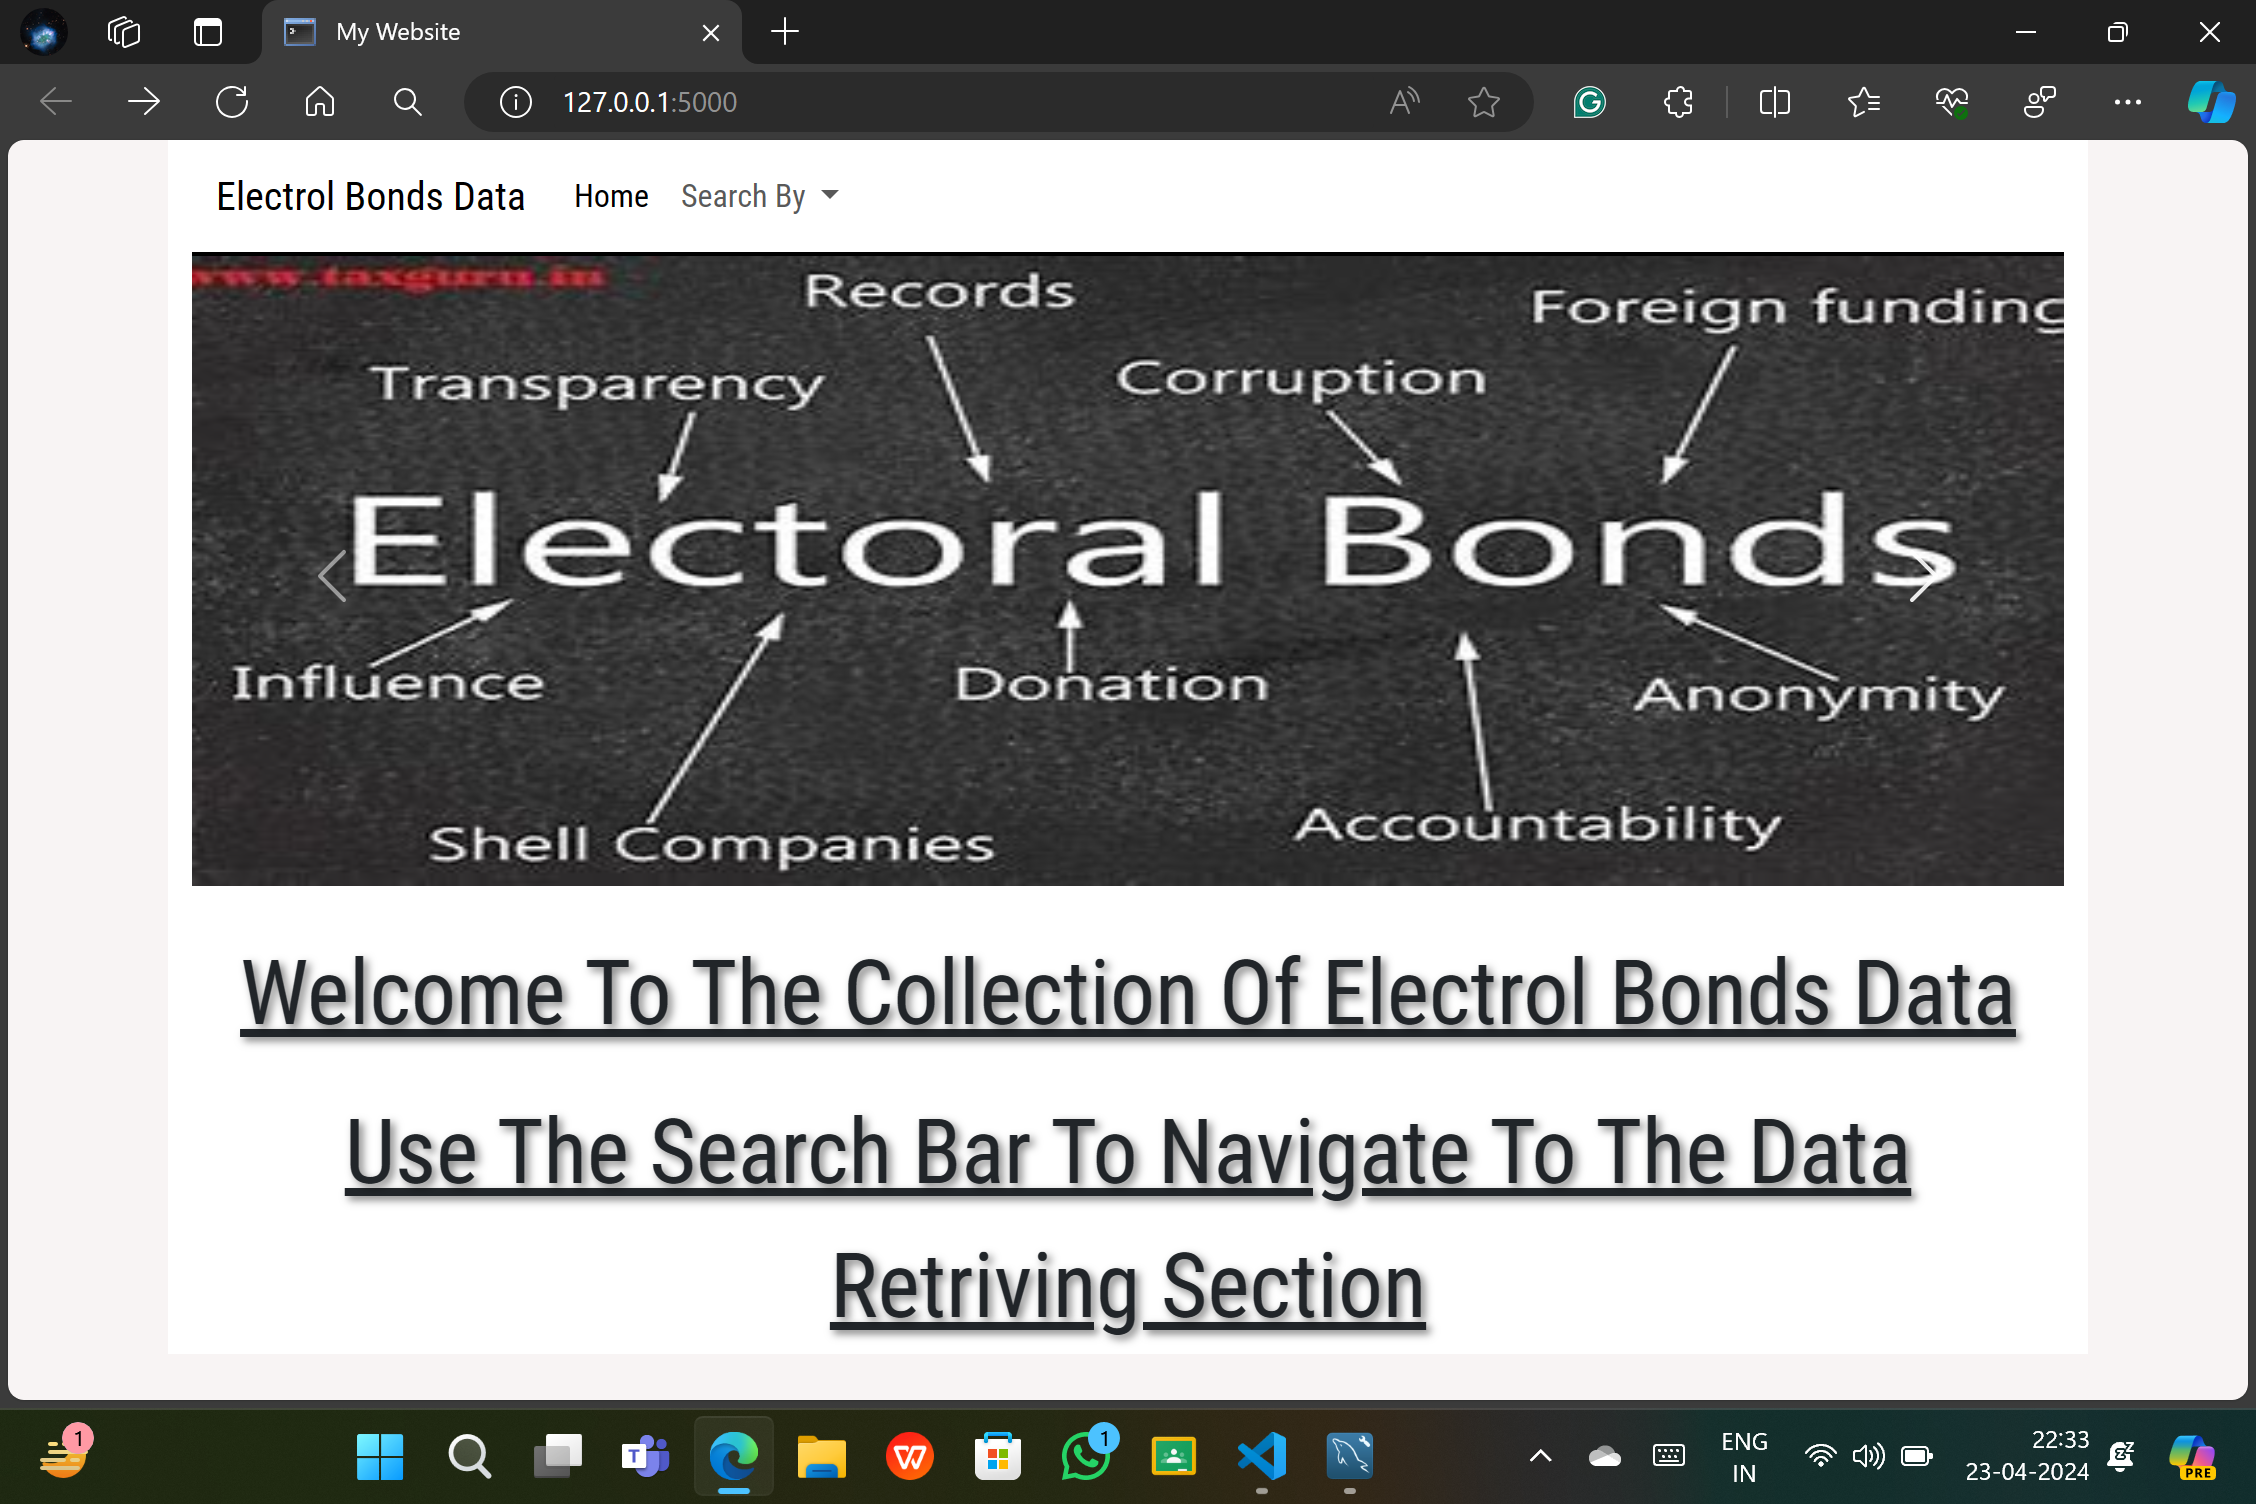 My Website
127.0.0.1:5000
Electrol Bonds Data Home Search By
www.taxguru.in
Records
Foreign funding
Transparency
Corruption
Electoral Bonds
Influence
Donation
Anonymity
Shell Companies
Accountability
Welcome To The Collection Of Electrol Bonds Data
Use The Search Bar To Navigate To The Data
Retriving Section
1
1
ENG
IN
22:33
23-04-2024
PRE